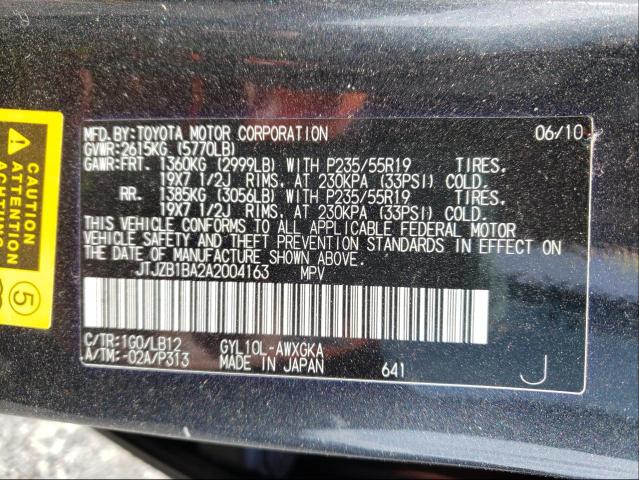 MFD.BY:TOYOTA MOTOR CORPORATION 06/10
GVWR:2615KG (5770LB)
GAWR:FRT. 1360KG (2999LB) WITH P235/55R19 TIRES.
19X7 1/2J RIMS. AT 230KPA (33PSI) COLD.
RR. 1385KG (3056LB) WITH P235/55R19 TIRES.
19X7 1/2J RIMS. AT 230KPA (33PSI) COLD.
THIS VEHICLE CONFORMS TO ALL APPLICABLE FEDERAL MOTOR
VEHICLE SAFETY AND THEFT PREVENTION STANDARDS IN EFFECT ON
THE DATE OF MANUFACTURE SHOWN ABOVE.
JTJZB1BA2A2004163 MPV
C/TR:1G0/LB12 GYL10L-AWXGKA
A/TM:-02A/P313 MADE IN JAPAN 641 J
CAUTION
ATTENTION
ACHTUNG
5